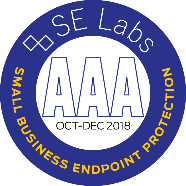 SE Labs
AAA
OCT-DEC 2018
SMALL BUSINESS ENDPOINT PROTECTION